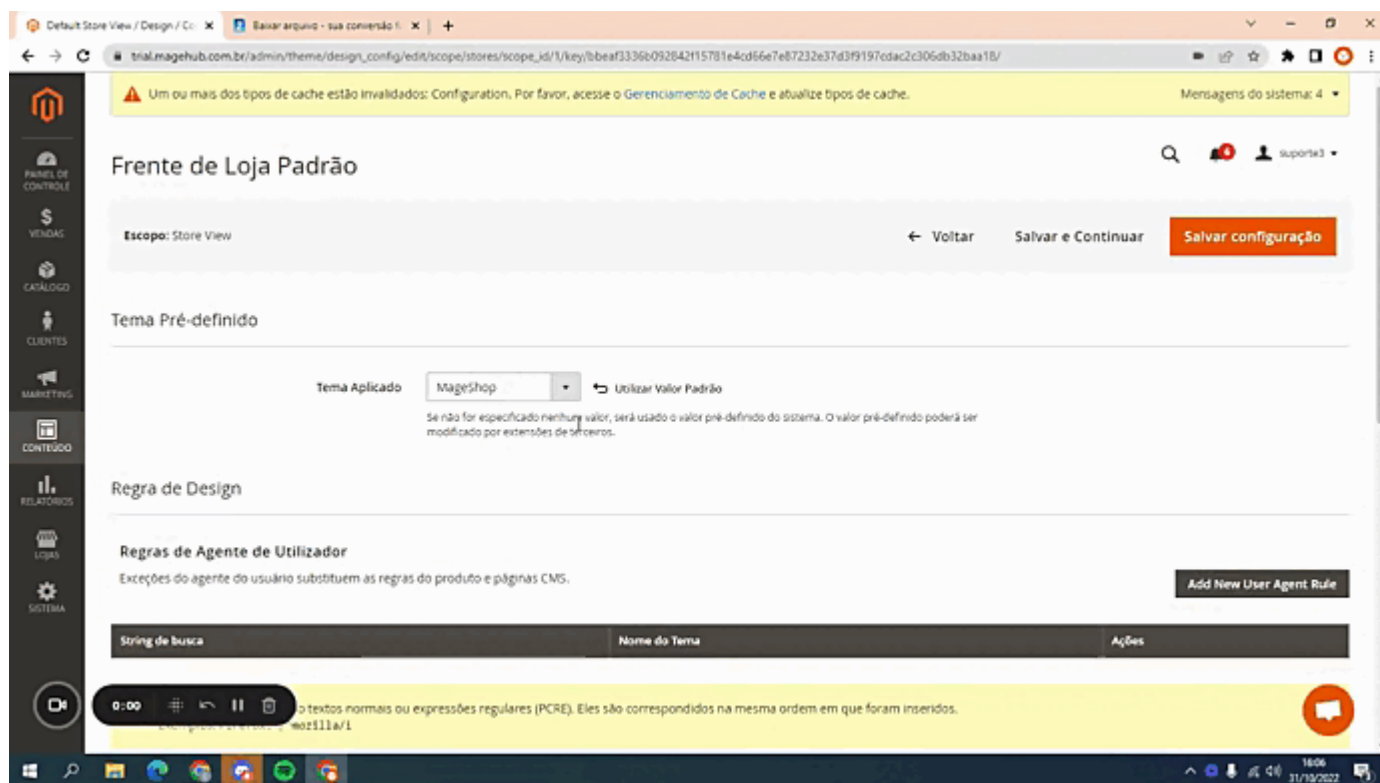 Default Store View / Design / Co
Baixar arquivo - sua conversão f
trial.magehub.com.br/admin/theme/design_config/edit/scope/stores/scope_id/1/key/
Um ou mais dos tipos de cache estão invalidados: Configuration. Por favor, acesse o Gerenciamento de Cache e atualize tipos de cache.
Mensagens do sistema: 4
Frente de Loja Padrão
suporte3
Escopo: Store View
Voltar
Salvar e Continuar
Salvar configuração
PAINEL DE
CONTROLE
VENDAS
CATÁLOGO
CLIENTES
MARKETING
CONTEÚDO
RELATÓRIOS
LOJAS
SISTEMA
Tema Pré-definido
Tema Aplicado
MageShop
Utilizar Valor Padrão
Se não for especificado nenhum valor, será usado o valor pré-definido do sistema. O valor pré-definido poderá ser
modificado por extensões de terceiros.
Regra de Design
Regras de Agente de Utilizador
Exceções do agente do usuário substituem as regras do produto e páginas CMS.
Add New User Agent Rule
String de busca
Nome do Tema
Ações
0:00
textos normais ou expressões regulares (PCRE). Eles são correspondidos na mesma ordem em que foram inseridos.
mozilla/i
16:06
31/10/2022